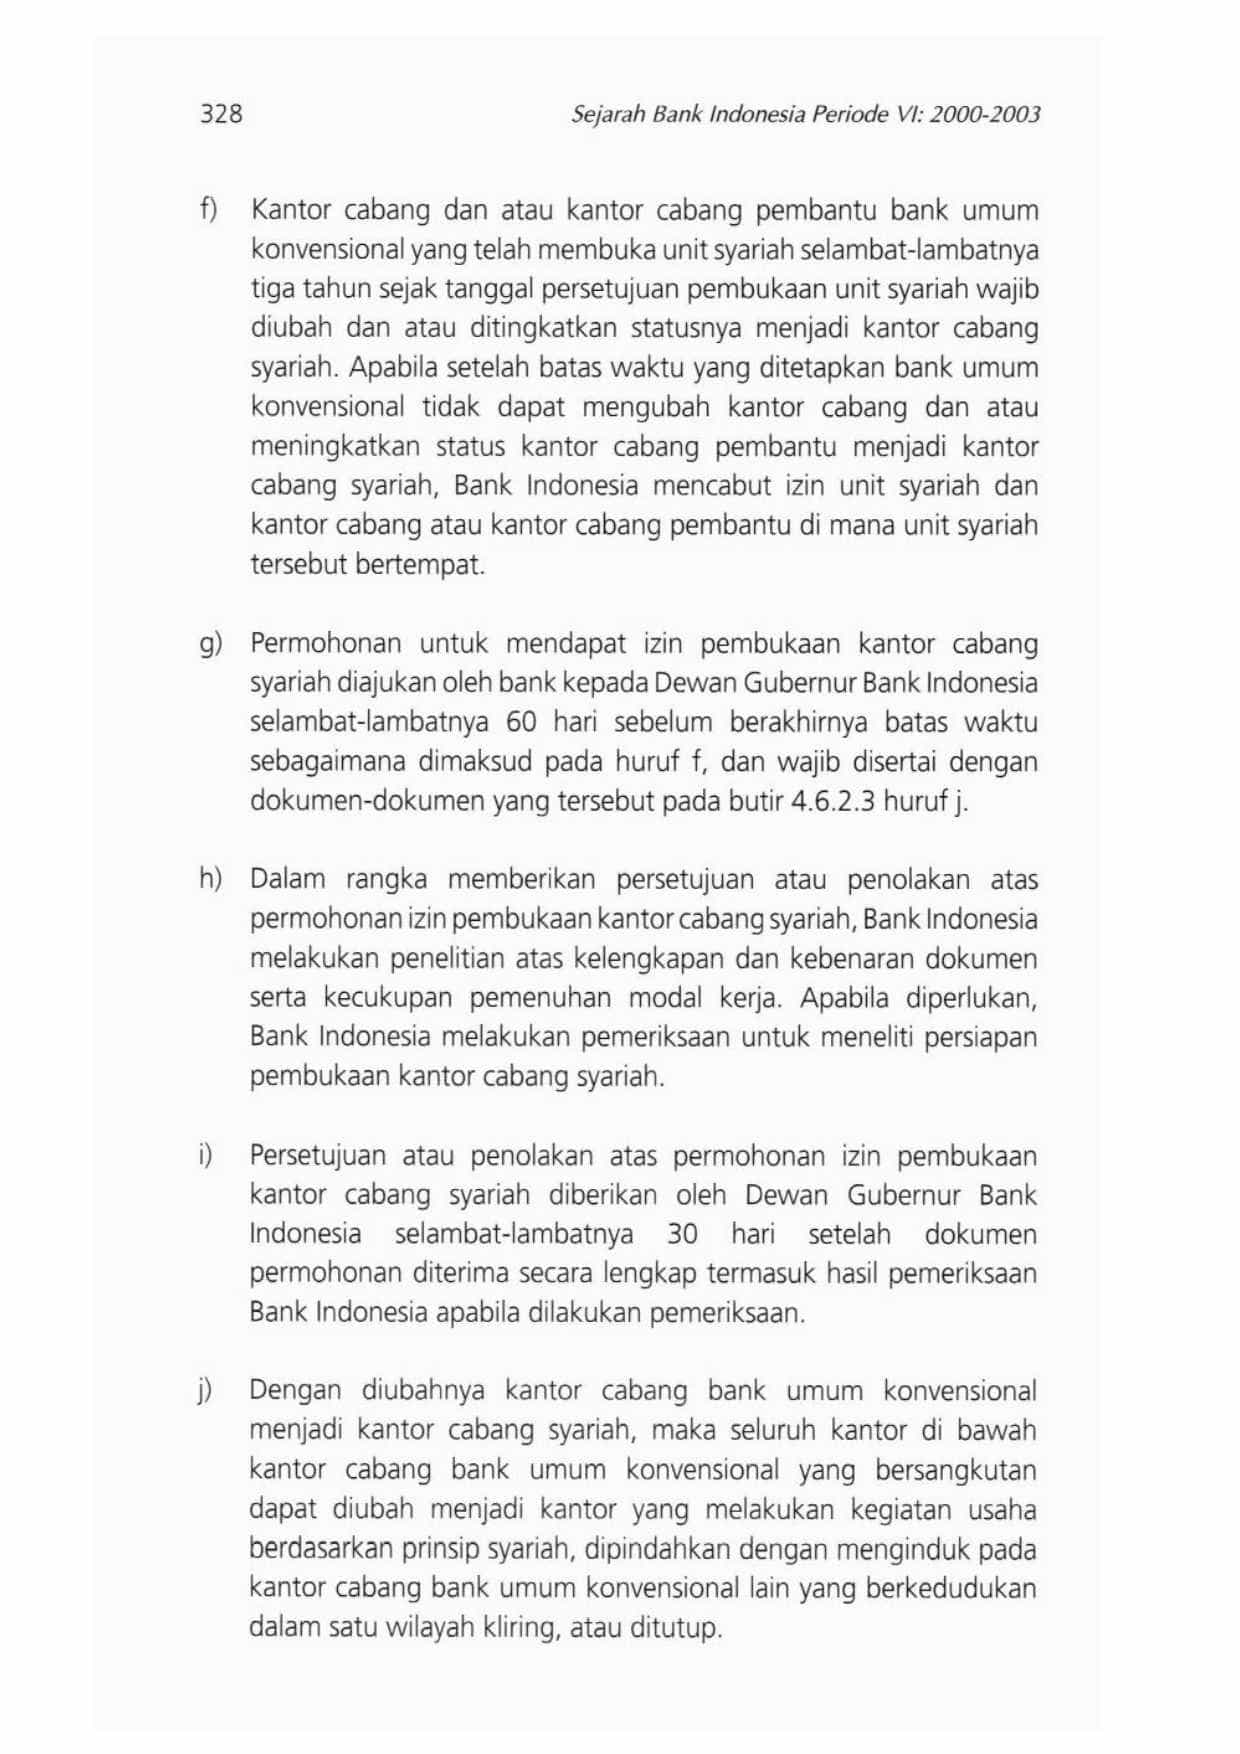 328
Sejarah Bank Indonesia Periode VI: 2000-2003
f) Kantor cabang dan atau kantor cabang pembantu bank umum
konvensional yang telah membuka unit syariah selambat-lambatnya
tiga tahun sejak tanggal persetujuan pembukaan unit syariah wajib
diubah dan atau ditingkatkan statusnya menjadi kantor cabang
syariah. Apabila setelah batas waktu yang ditetapkan bank umum
konvensional tidak dapat mengubah kantor cabang dan atau
meningkatkan status kantor cabang pembantu menjadi kantor
cabang syariah, Bank Indonesia mencabut izin unit syariah dan
kantor cabang atau kantor cabang pembantu di mana unit syariah
tersebut bertempat.
g) Permohonan untuk mendapat izin pembukaan kantor cabang
syariah diajukan oleh bank kepada Dewan Gubernur Bank Indonesia
selambat-lambatnya 60 hari sebelum berakhirnya batas waktu
sebagaimana dimaksud pada huruf f, dan wajib disertai dengan
dokumen-dokumen yang tersebut pada butir 4.6.2.3 huruf j.
h) Dalam rangka memberikan persetujuan atau penolakan atas
permohonan izin pembukaan kantor cabang syariah, Bank Indonesia
melakukan penelitian atas kelengkapan dan kebenaran dokumen
serta kecukupan pemenuhan modal kerja. Apabila diperlukan,
Bank Indonesia melakukan pemeriksaan untuk meneliti persiapan
pembukaan kantor cabang syariah.
i) Persetujuan atau penolakan atas permohonan izin pembukaan
kantor cabang syariah diberikan oleh Dewan Gubernur Bank
Indonesia selambat-lambatnya 30 hari setelah dokumen
permohonan diterima secara lengkap termasuk hasil pemeriksaan
Bank Indonesia apabila dilakukan pemeriksaan.
j) Dengan diubahnya kantor cabang bank umum konvensional
menjadi kantor cabang syariah, maka seluruh kantor di bawah
kantor cabang bank umum konvensional yang bersangkutan
dapat diubah menjadi kantor yang melakukan kegiatan usaha
berdasarkan prinsip syariah, dipindahkan dengan menginduk pada
kantor cabang bank umum konvensional lain yang berkedudukan
dalam satu wilayah kliring, atau ditutup.